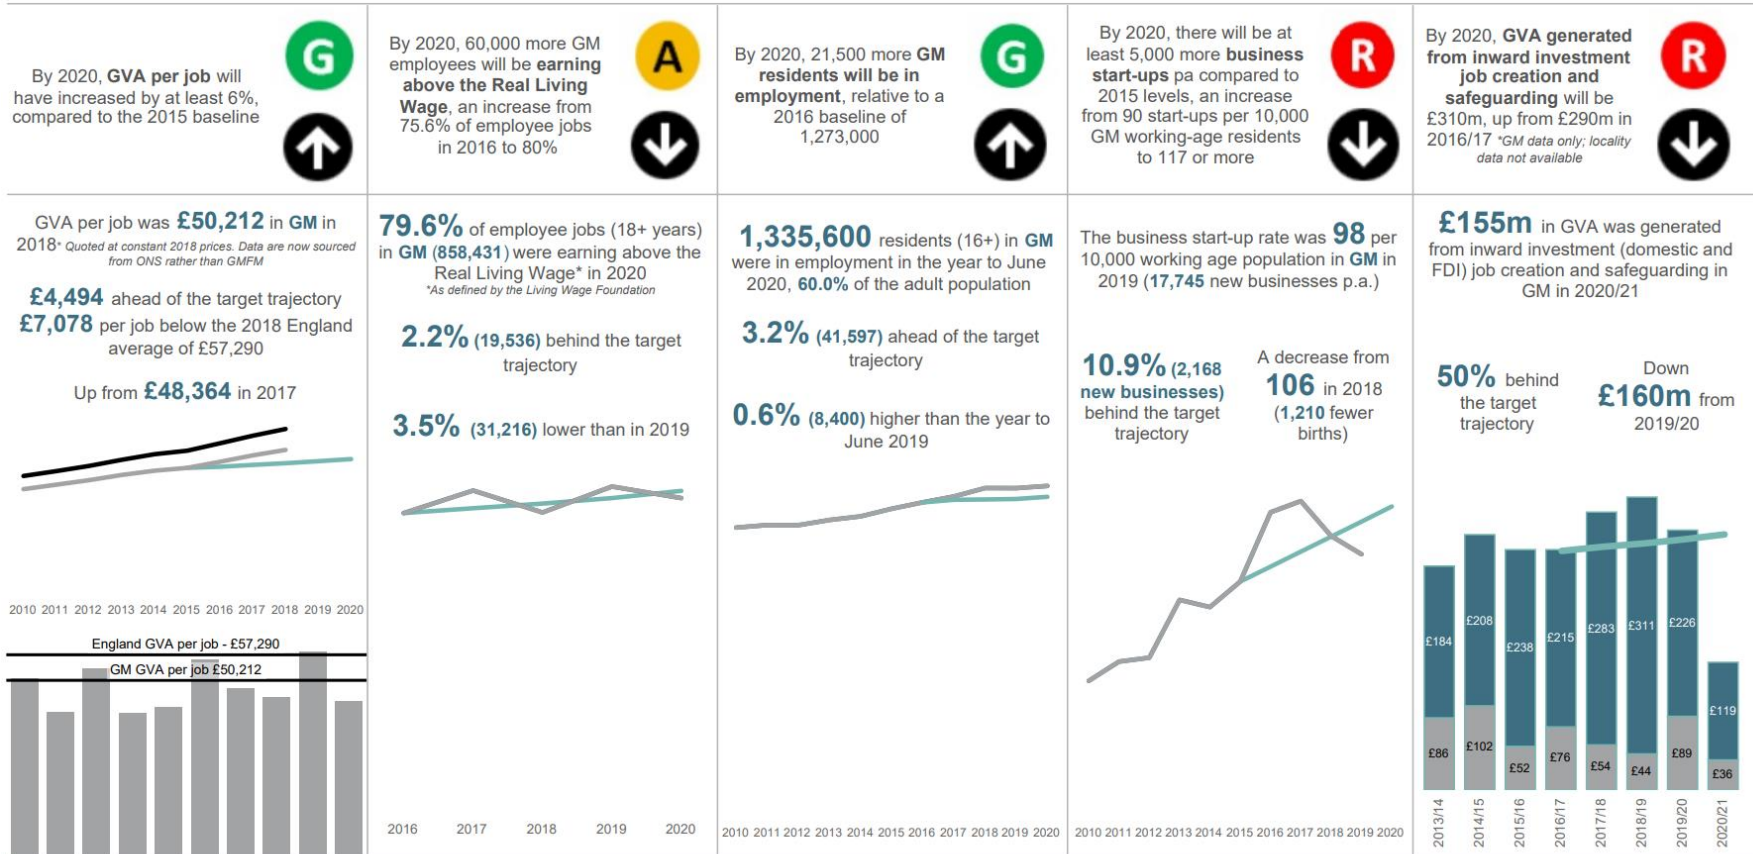 By 2020, GVA per job will
have increased by at least 6%,
compared to the 2015 baseline
G
By 2020, 60,000 more GM
employees will be earning
above the Real Living
Wage, an increase from
75.6% of employee jobs
in 2016 to 80%
A
By 2020, 21,500 more GM
residents will be in
employment, relative to a
2016 baseline of
1,273,000
G
By 2020, there will be at
least 5,000 more business
start-ups pa compared to
2015 levels, an increase
from 90 start-ups per 10,000
GM working-age residents
to 117 or more
R
By 2020, GVA generated
from inward investment
job creation and
safeguarding will be
£310m, up from £290m in
2016/17 *GM data only; locality
data not available
R
GVA per job was £50,212 in GM in
2018* Quoted at constant 2018 prices. Data are now sourced
from ONS rather than GMFM
£4,494 ahead of the target trajectory
£7,078 per job below the 2018 England
average of £57,290
Up from £48,364 in 2017
2010 2011 2012 2013 2014 2015 2016 2017 2018 2019 2020
England GVA per job - £57,290
GM GVA per job £50,212
79.6% of employee jobs (18+ years)
in GM (858,431) were earning above the
Real Living Wage* in 2020
*As defined by the Living Wage Foundation
2.2% (19,536) behind the target
trajectory
3.5% (31,216) lower than in 2019
2016 2017 2018 2019 2020
1,335,600 residents (16+) in GM
were in employment in the year to June
2020, 60.0% of the adult population
3.2% (41,597) ahead of the target
trajectory
0.6% (8,400) higher than the year to
June 2019
2010 2011 2012 2013 2014 2015 2016 2017 2018 2019 2020
The business start-up rate was 98 per
10,000 working age population in GM in
2019 (17,745 new businesses p.a.)
10.9% (2,168
new businesses)
behind the target
trajectory
A decrease from
106 in 2018
(1,210 fewer
births)
2010 2011 2012 2013 2014 2015 2016 2017 2018 2019 2020
£155m in GVA was generated
from inward investment (domestic and
FDI) job creation and safeguarding in
GM in 2020/21
50% behind
the target
trajectory
Down
£160m from
2019/20
£184 £208 £238 £215 £283 £311 £226 £119
£86 £102 £52 £76 £54 £44 £89 £36
2013/14 2014/15 2015/16 2016/17 2017/18 2018/19 2019/20 2020/21